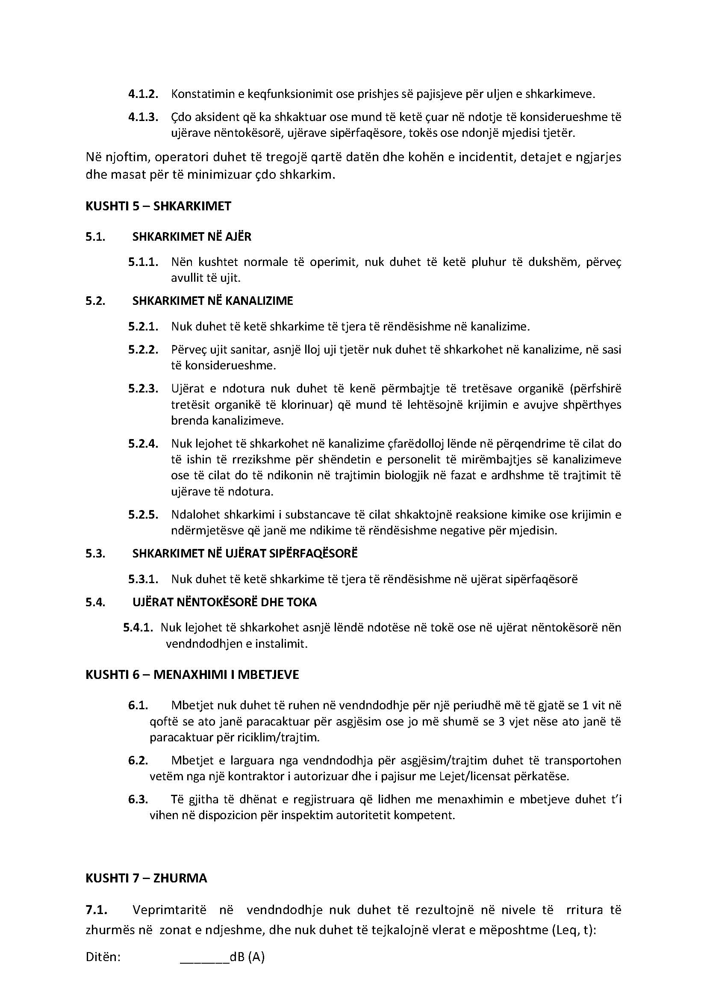 4.1.2. Konstatimin e keqfunksionimit ose prishjes së pajisjeve për uljen e shkarkimeve.
4.1.3. Çdo aksident që ka shkaktuar ose mund të ketë çuar në ndotje të konsiderueshme të
ujërave nëntokësorë, ujërave sipërfaqësore, tokës ose ndonjë mjedisi tjetër.
Në njoftim, operatori duhet të tregojë qartë datën dhe kohën e incidentit, detajet e ngjarjes
dhe masat për të minimizuar çdo shkarkim.
KUSHTI 5 – SHKARKIMET
5.1. SHKARKIMET NË AJËR
5.1.1. Nën kushtet normale të operimit, nuk duhet të ketë pluhur të dukshëm, përveç
avullit të ujit.
5.2. SHKARKIMET NË KANALIZIME
5.2.1. Nuk duhet të ketë shkarkime të tjera të rëndësishme në kanalizime.
5.2.2. Përveç ujit sanitar, asnjë lloj uji tjetër nuk duhet të shkarkohet në kanalizime, në sasi
të konsiderueshme.
5.2.3. Ujërat e ndotura nuk duhet të kenë përmbajtje të tretësave organikë (përfshirë
tretësit organikë të klorinuar) që mund të lehtësojnë krijimin e avujve shpërthyes
brenda kanalizimeve.
5.2.4. Nuk lejohet të shkarkohet në kanalizime çfarëdolloj lënde në përqendrime të cilat do
të ishin të rrezikshme për shëndetin e personelit të mirëmbajtjes së kanalizimeve
ose të cilat do të ndikonin në trajtimin biologjik në fazat e ardhshme të trajtimit të
ujërave të ndotura.
5.2.5. Ndalohet shkarkimi i substancave të cilat shkaktojnë reaksione kimike ose krijimin e
ndërmjetësve që janë me ndikime të rëndësishme negative për mjedisin.
5.3. SHKARKIMET NË UJËRAT SIPËRFAQËSORË
5.3.1. Nuk duhet të ketë shkarkime të tjera të rëndësishme në ujërat sipërfaqësorë
5.4. UJËRAT NËNTOKËSORË DHE TOKA
5.4.1. Nuk lejohet të shkarkohet asnjë lëndë ndotëse në tokë ose në ujërat nëntokësorë nën
vendndodhjen e instalimit.
KUSHTI 6 – MENAXHIMI I MBETJEVE
6.1. Mbetjet nuk duhet të ruhen në vendndodhje për një periudhë më të gjatë se 1 vit në
qoftë se ato janë paracaktuar për asgjësim ose jo më shumë se 3 vjet nëse ato janë të
paracaktuar për riciklim/trajtim.
6.2. Mbetjet e larguara nga vendndodhja për asgjësim/trajtim duhet të transportohen
vetëm nga një kontraktor i autorizuar dhe i pajisur me Lejet/licensat përkatëse.
6.3. Të gjitha të dhënat e regjistruara që lidhen me menaxhimin e mbetjeve duhet t’i
vihen në dispozicion për inspektim autoritetit kompetent.
KUSHTI 7 – ZHURMA
7.1. Veprimtaritë në vendndodhje nuk duhet të rezultojnë në nivele të rritura të
zhurmës në zonat e ndjeshme, dhe nuk duhet të tejkalojnë vlerat e mëposhtme (Leq, t):
Ditën: _______dB (A)